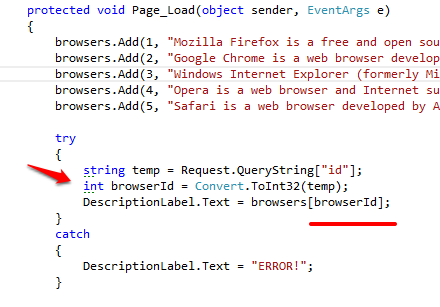 protected void Page_Load(object sender, EventArgs e)
{
browsers.Add(1, "Mozilla Firefox is a free and open sou
browsers.Add(2, "Google Chrome is a web browser develop
browsers.Add(3, "Windows Internet Explorer (formerly Mi
browsers.Add(4, "Opera is a web browser and Internet su
browsers.Add(5, "Safari is a web browser developed by A
try
{
string temp = Request.QueryString["id"];
int browserId = Convert.ToInt32(temp);
DescriptionLabel.Text = browsers[browserId];
}
catch
{
DescriptionLabel.Text = "ERROR!";
}